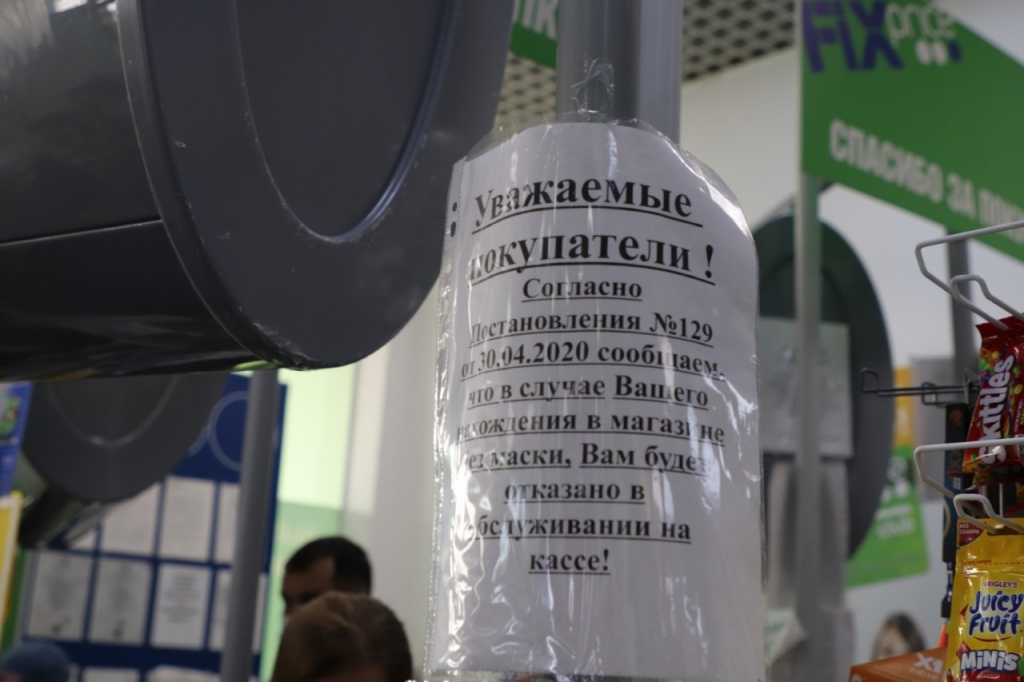 FIX price
СПАСИБО ЗА
Уважаемые
покупатели !
Согласно
Постановления №129
от 30.04.2020 сообщаем,
что в случае Вашего
нахождения в магазине
без маски, Вам будет
отказано в
обслуживании на
кассе!
skittles
WRIGLEY'S
Juicy
Fruit
MINIS